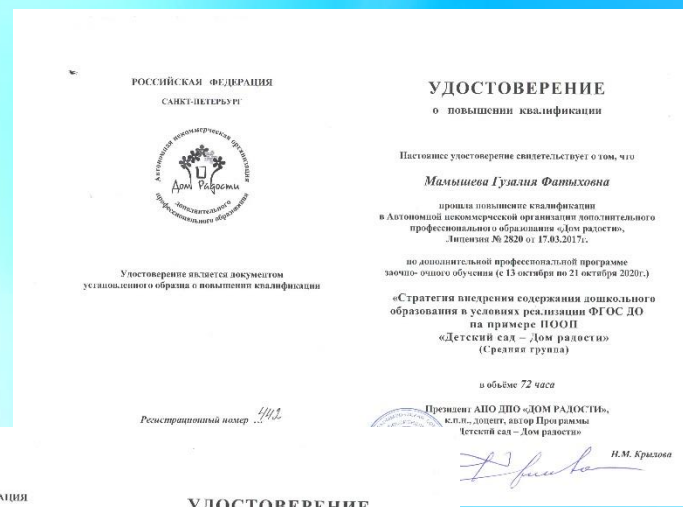 РОССИЙСКАЯ ФЕДЕРАЦИЯ
САНКТ-ПЕТЕРБУРГ
Автономная некоммерческая организация
Дом Радости
дополнительного
профессионального образования
Удостоверение является документом
установленного образца о повышении квалификации
Регистрационный номер ...442
УДОСТОВЕРЕНИЕ
о повышении квалификации
Настоящее удостоверение свидетельствует о том, что
Мамышева Гузалия Фатыховна
прошла повышение квалификации
в Автономной некоммерческой организации дополнительного
профессионального образования «Дом радости»,
Лицензия № 2820 от 17.03.2017г.
по дополнительной профессиональной программе
заочно- очного обучения (с 13 октября по 21 октября 2020г.)
«Стратегия внедрения содержания дошкольного
образования в условиях реализации ФГОС ДО
на примере ПООП
«Детский сад – Дом радости»
(Средняя группа)
в объёме 72 часа
Президент АНО ДПО «ДОМ РАДОСТИ»,
к.п.н., доцент, автор Программы
Детский сад – Дом радости»
Н.М. Крылова
АЦИЯ
УДОСТОВЕРЕНИЕ